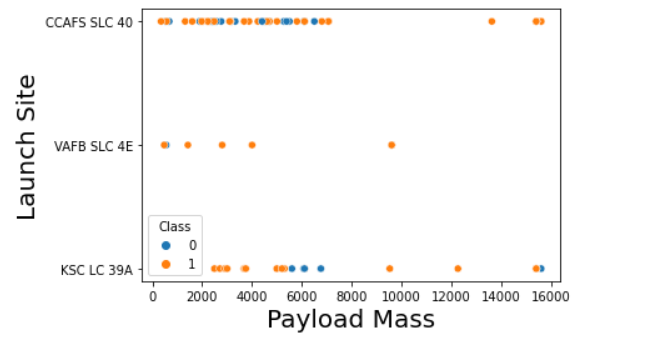 CCAFS SLC 40
VAFB SLC 4E
KSC LC 39A
Launch Site
Class
0
1
0 2000 4000 6000 8000 10000 12000 14000 16000
Payload Mass